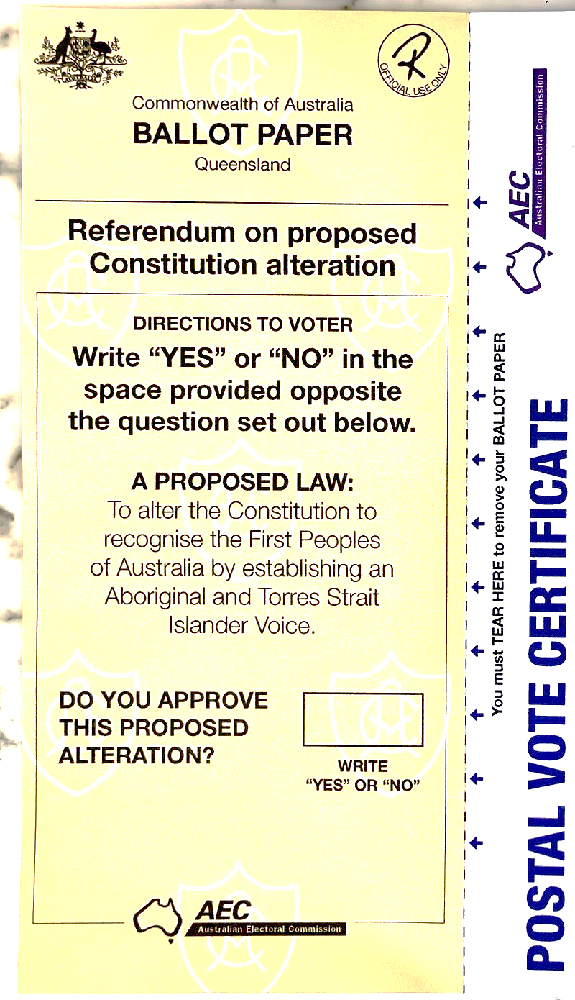 AUSTRALIA
R
OFFICIAL USE ONLY
Commonwealth of Australia
BALLOT PAPER
Queensland
Referendum on proposed
Constitution alteration
DIRECTIONS TO VOTER
Write “YES” or “NO” in the
space provided opposite
the question set out below.
A PROPOSED LAW:
To alter the Constitution to
recognise the First Peoples
of Australia by establishing an
Aboriginal and Torres Strait
Islander Voice.
DO YOU APPROVE
THIS PROPOSED
ALTERATION?
WRITE
“YES” OR “NO”
AEC
Australian Electoral Commission
You must TEAR HERE to remove your BALLOT PAPER
AEC
Australian Electoral Commission
POSTAL VOTE CERTIFICATE